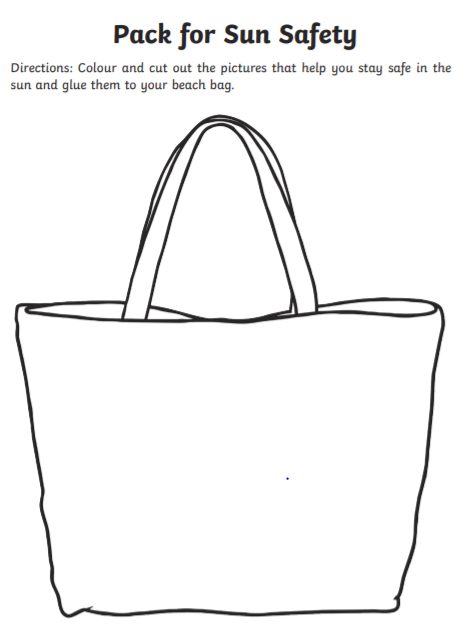 Pack for Sun Safety
Directions: Colour and cut out the pictures that help you stay safe in the
sun and glue them to your beach bag.